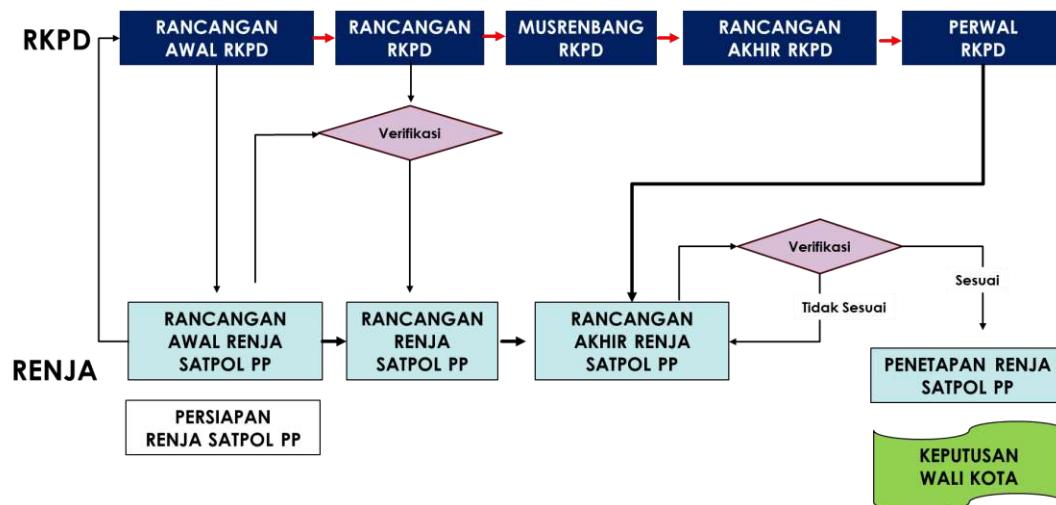 RKPD
RANCANGAN
AWAL RKPD
RANCANGAN
RKPD
MUSRENBANG
RKPD
RANCANGAN
AKHIR RKPD
PERWAL
RKPD
Verifikasi
Verifikasi
Sesuai
Tidak Sesuai
RENJA
RANCANGAN
AWAL RENJA
SATPOL PP
RANCANGAN
RENJA
SATPOL PP
RANCANGAN
AKHIR RENJA
SATPOL PP
PENETAPAN RENJA
SATPOL PP
PERSIAPAN
RENJA SATPOL PP
KEPUTUSAN
WALI KOTA